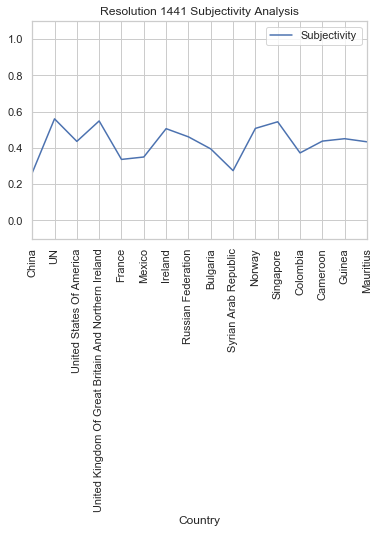 Resolution 1441 Subjectivity Analysis
Subjectivity
1.0
0.8
0.6
0.4
0.2
0.0
China
UN
United States Of America
United Kingdom Of Great Britain And Northern Ireland
France
Mexico
Ireland
Russian Federation
Bulgaria
Syrian Arab Republic
Norway
Singapore
Colombia
Cameroon
Guinea
Mauritius
Country